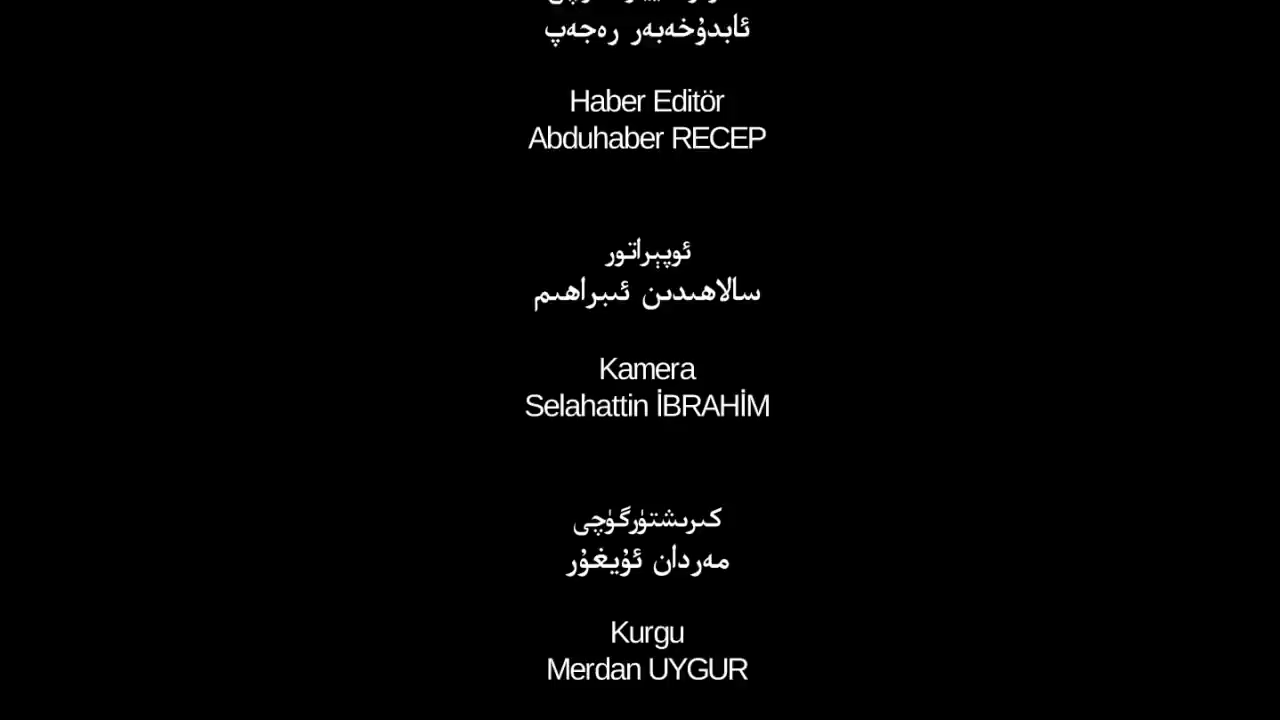 ئابدۇخەبەر رەجەپ
Haber Editör
Abduhaber RECEP
ئوپېراتور
سالاھىدىن ئىبراھىم
Kamera
Selahattin İBRAHİM
كىرىشتۈرگۈچى
مەردان ئۇيغۇر
Kurgu
Merdan UYGUR